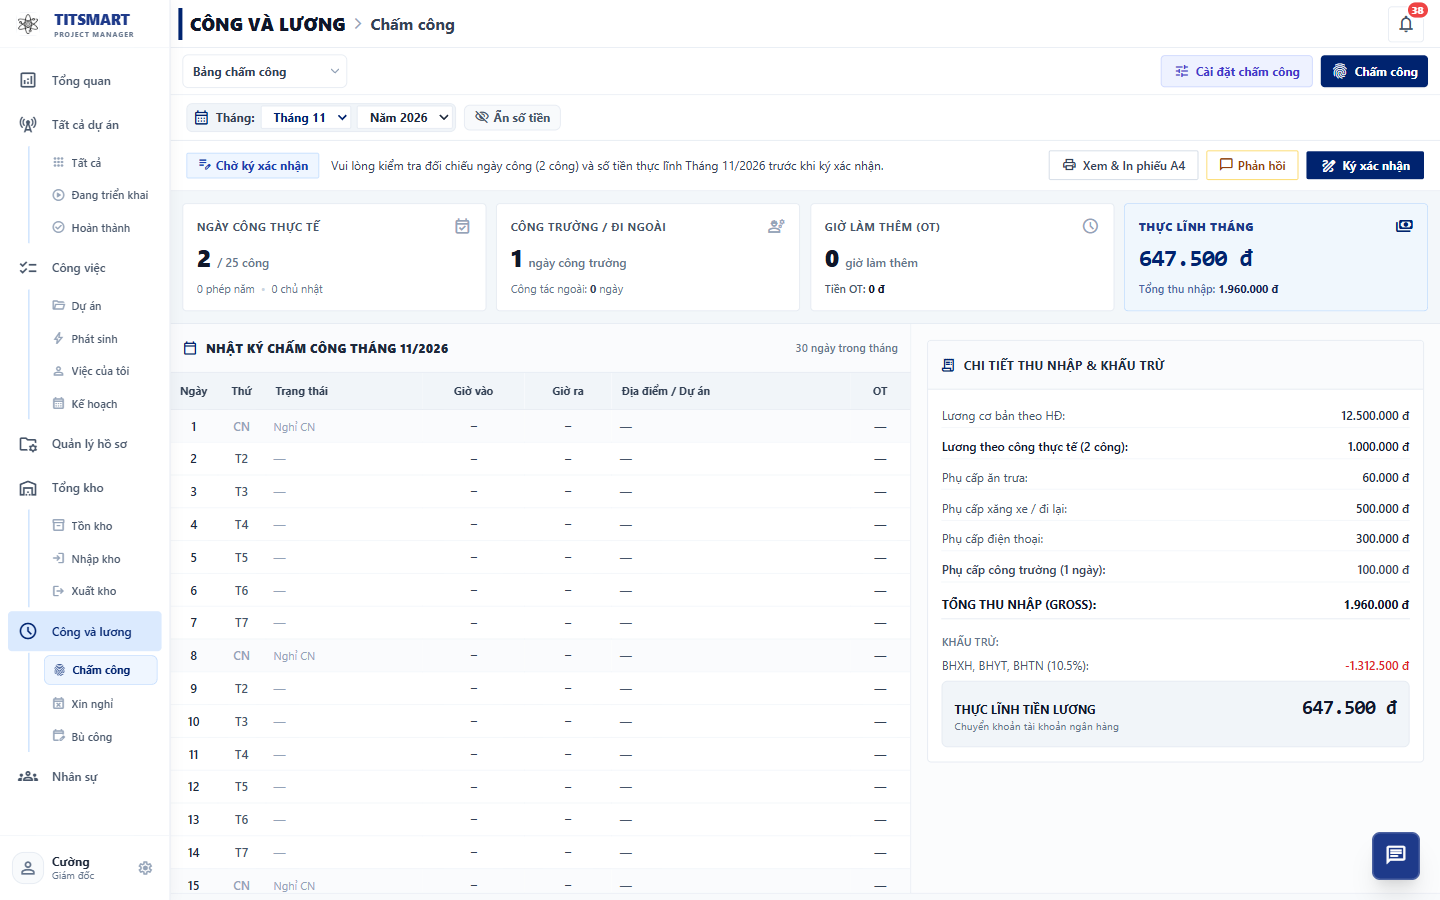 TITSMART
PROJECT MANAGER
CÔNG VÀ LƯƠNG > Chấm công
38
Tổng quan
Tất cả dự án
Tất cả
Đang triển khai
Hoàn thành
Công việc
Dự án
Phát sinh
Việc của tôi
Kế hoạch
Quản lý hồ sơ
Tổng kho
Tồn kho
Nhập kho
Xuất kho
Công và lương
Chấm công
Xin nghỉ
Bù công
Nhân sự
Cường
Giám đốc
Bảng chấm công
Cài đặt chấm công
Chấm công
Tháng: Tháng 11 Năm 2026 Ẩn số tiền
Chờ ký xác nhận Vui lòng kiểm tra đối chiếu ngày công (2 công) và số tiền thực lĩnh Tháng 11/2026 trước khi ký xác nhận.
Xem & In phiếu A4 Phản hồi Ký xác nhận
NGÀY CÔNG THỰC TẾ
2 / 25 công
0 phép năm • 0 chủ nhật
CÔNG TRƯỜNG / ĐI NGOÀI
1 ngày công trường
Công tác ngoài: 0 ngày
GIỜ LÀM THÊM (OT)
0 giờ làm thêm
Tiền OT: 0 đ
THỰC LĨNH THÁNG
647.500 đ
Tổng thu nhập: 1.960.000 đ
NHẬT KÝ CHẤM CÔNG THÁNG 11/2026 30 ngày trong tháng
Ngày Thứ Trạng thái Giờ vào Giờ ra Địa điểm / Dự án OT
1 CN Nghỉ CN – – — —
2 T2 — – – — —
3 T3 — – – — —
4 T4 — – – — —
5 T5 — – – — —
6 T6 — – – — —
7 T7 — – – — —
8 CN Nghỉ CN – – — —
9 T2 — – – — —
10 T3 — – – — —
11 T4 — – – — —
12 T5 — – – — —
13 T6 — – – — —
14 T7 — – – — —
15 CN Nghỉ CN – – — —
CHI TIẾT THU NHẬP & KHẤU TRỪ
Lương cơ bản theo HĐ: 12.500.000 đ
Lương theo công thực tế (2 công): 1.000.000 đ
Phụ cấp ăn trưa: 60.000 đ
Phụ cấp xăng xe / đi lại: 500.000 đ
Phụ cấp điện thoại: 300.000 đ
Phụ cấp công trường (1 ngày): 100.000 đ
TỔNG THU NHẬP (GROSS): 1.960.000 đ
KHẤU TRỪ:
BHXH, BHYT, BHTN (10.5%): -1.312.500 đ
THỰC LĨNH TIỀN LƯƠNG 647.500 đ
Chuyển khoản tài khoản ngân hàng